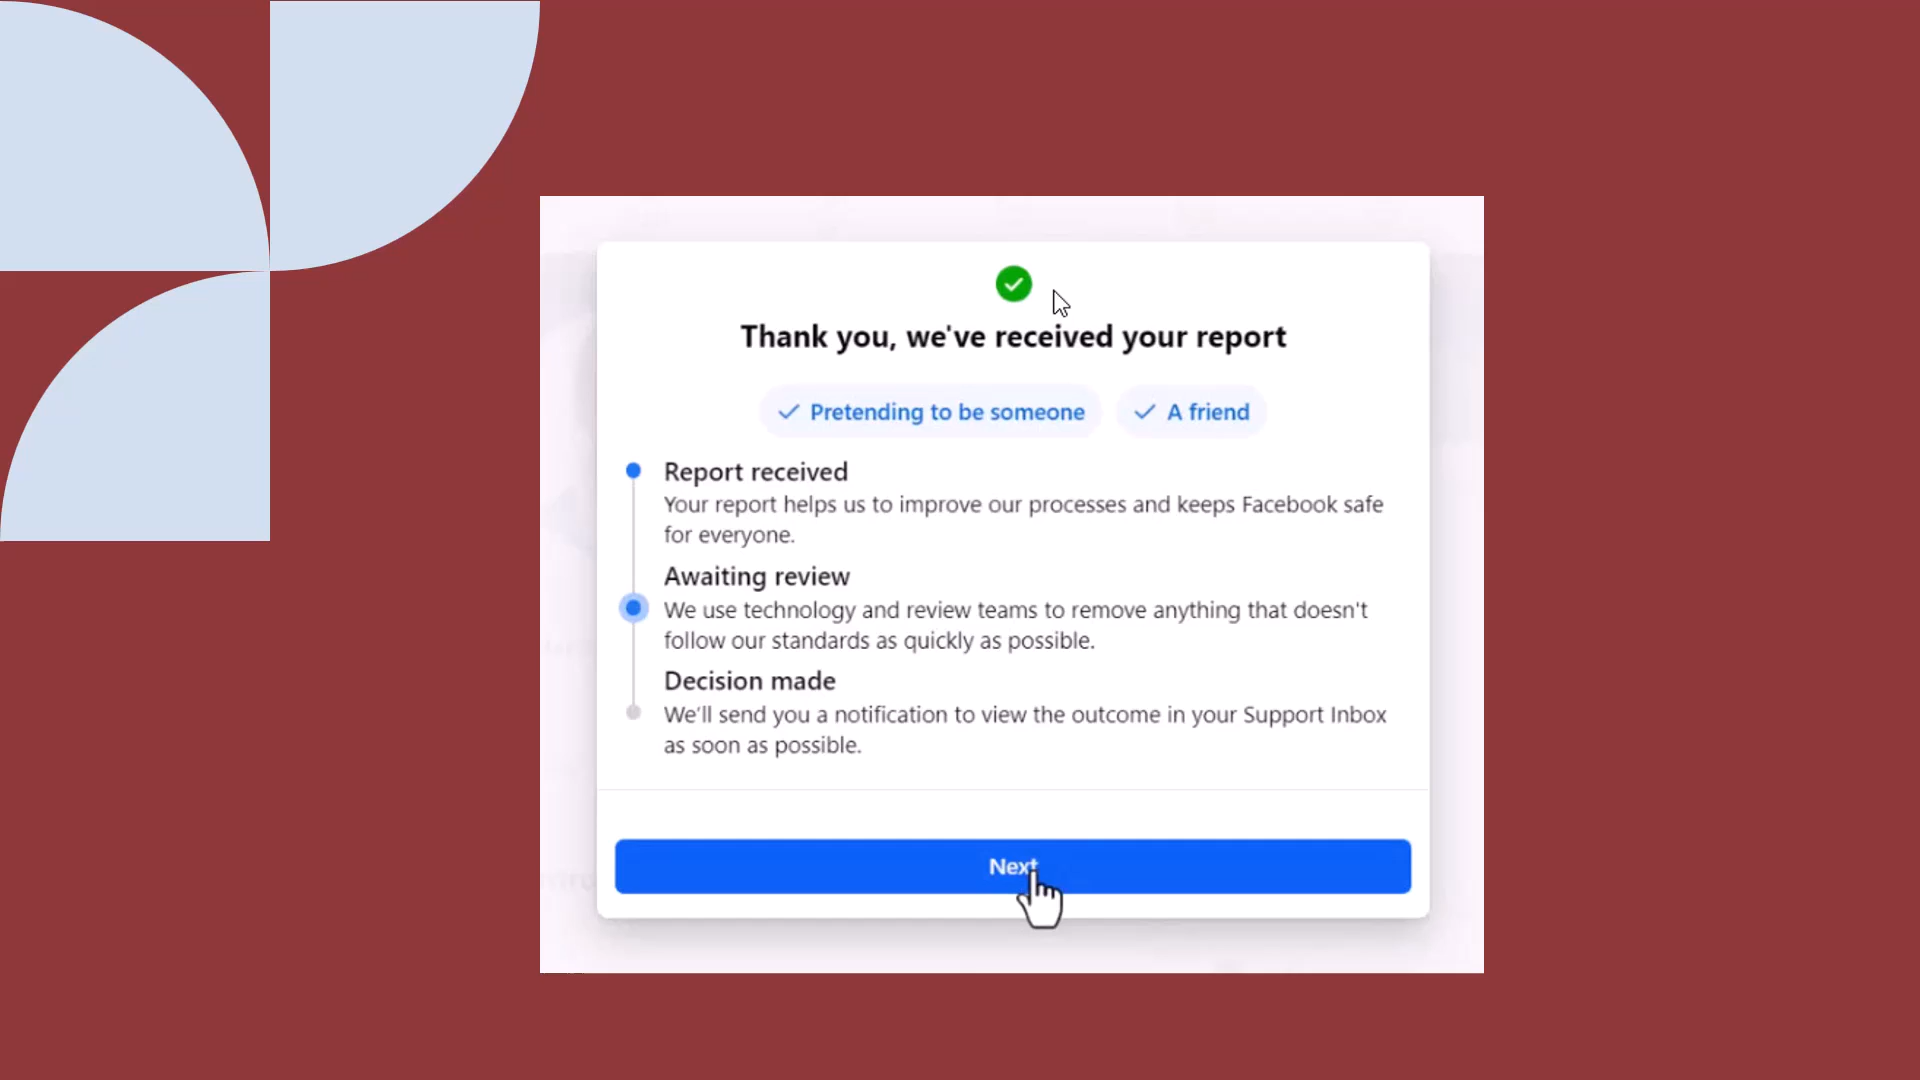 Thank you, we've received your report
Pretending to be someone
A friend
Report received
Your report helps us to improve our processes and keeps Facebook safe
for everyone.
Awaiting review
We use technology and review teams to remove anything that doesn't
follow our standards as quickly as possible.
Decision made
We'll send you a notification to view the outcome in your Support Inbox
as soon as possible.
Next